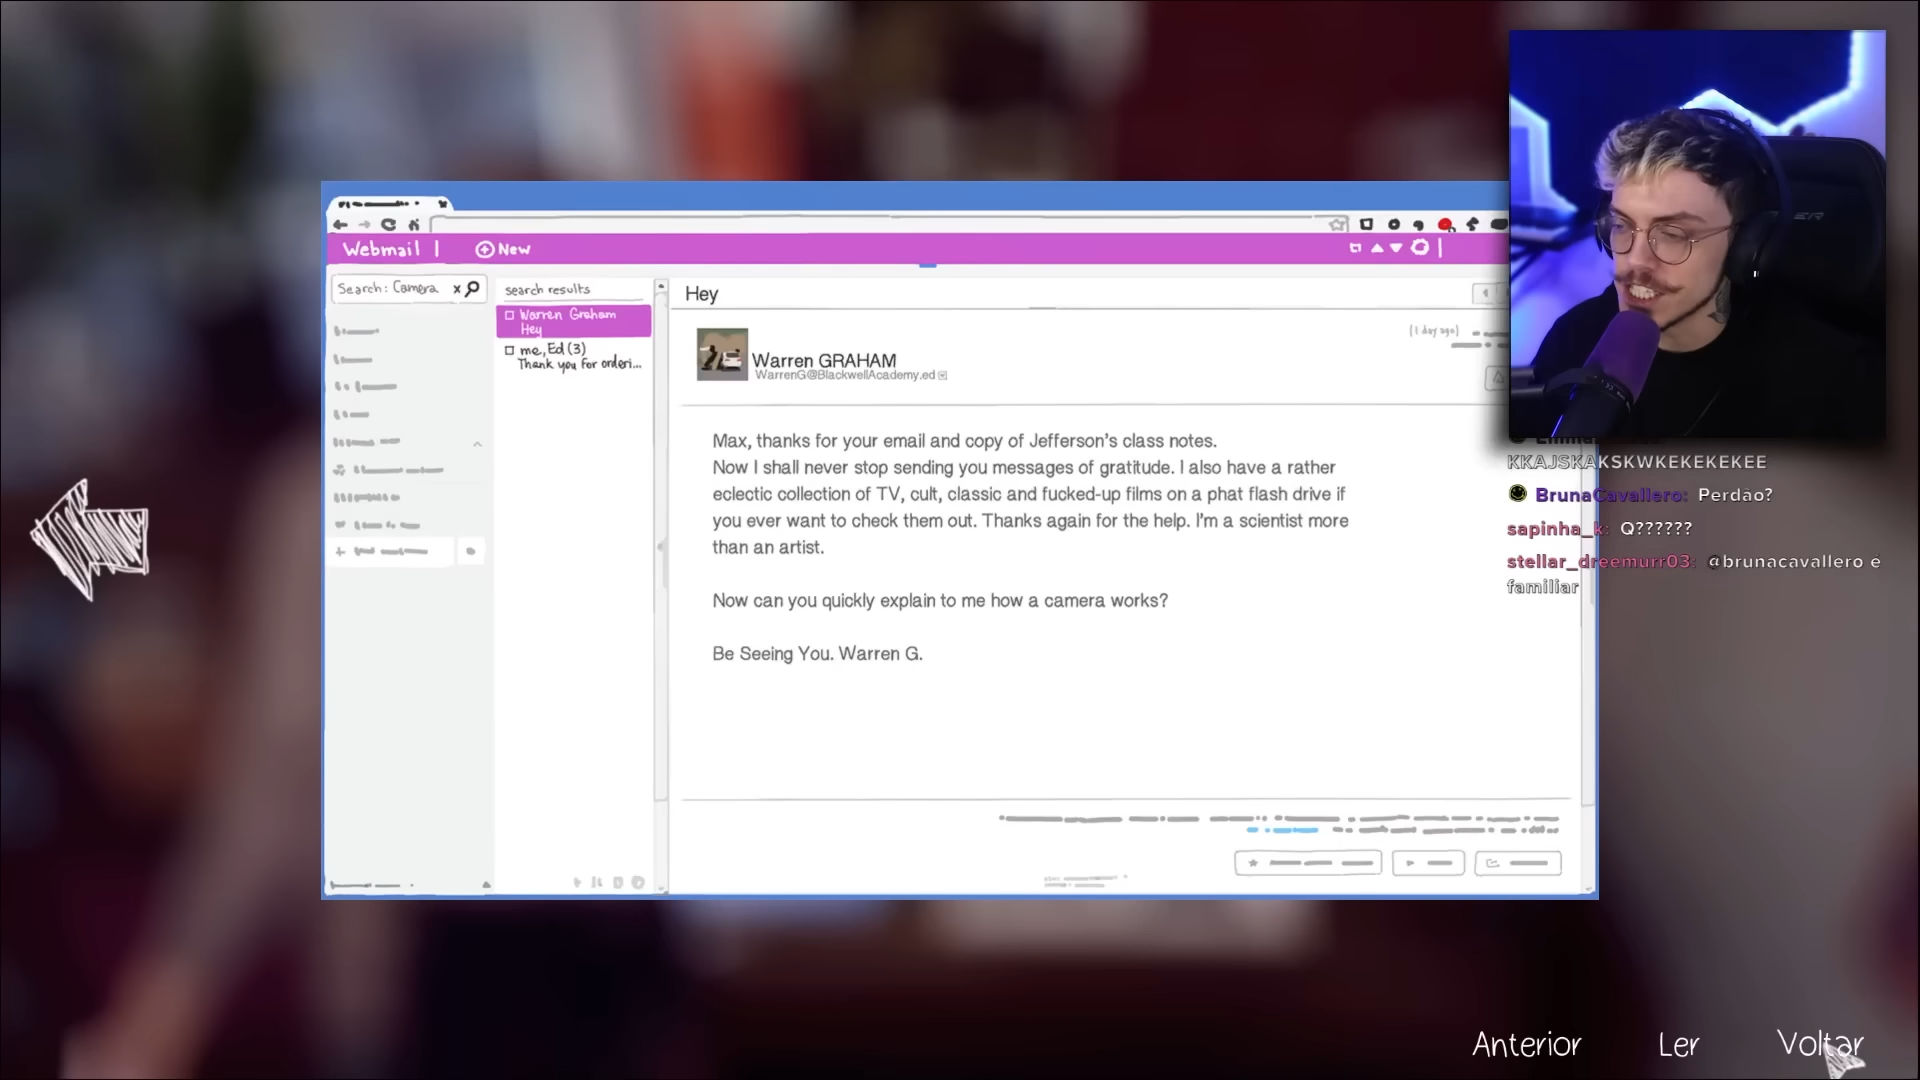 Webmail | New
Search: Camera x
search results
Warren Graham
Hey
me, Ed (3)
Thank you for orderi...
Hey
(1 day ago)
Warren GRAHAM
WarrenG@BlackwellAcademy.ed
Max, thanks for your email and copy of Jefferson's class notes.
Now I shall never stop sending you messages of gratitude. I also have a rather
eclectic collection of TV, cult, classic and fucked-up films on a phat flash drive if
you ever want to check them out. Thanks again for the help. I'm a scientist more
than an artist.
Now can you quickly explain to me how a camera works?
Be Seeing You. Warren G.
KKAJSKAKSKWKEKEKEKEE
BrunaCavallero: Perdão?
sapinha_k: Q??????
stellar_dreemurr03: @brunacavallero é
familiar
Anterior Ler Voltar